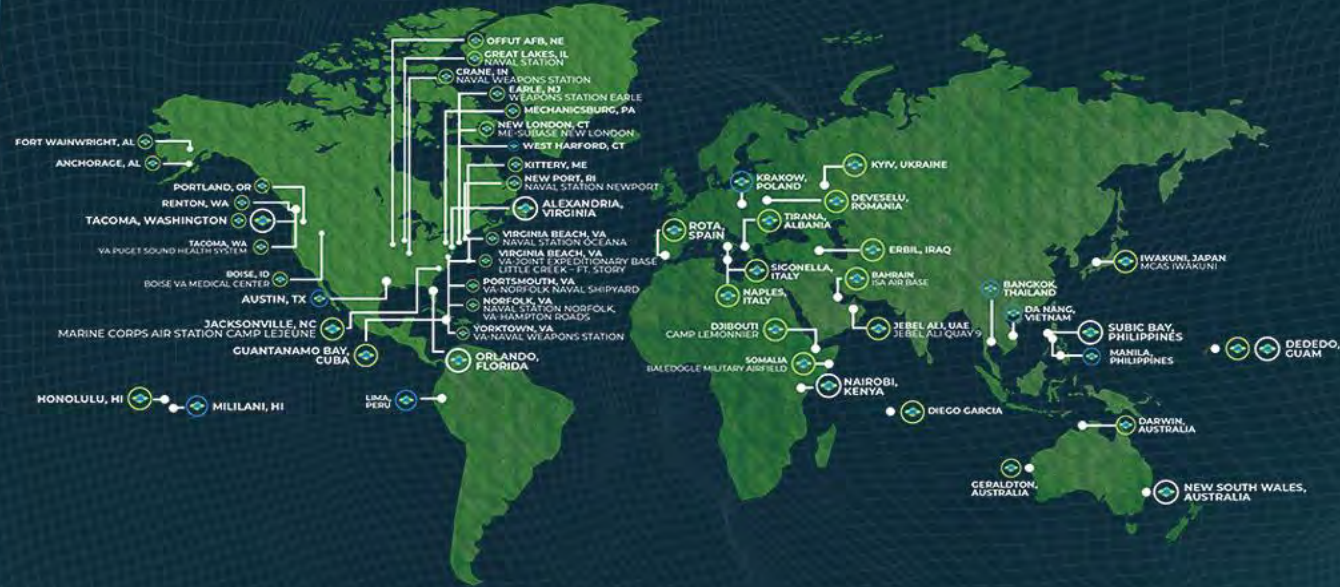 OFFUT AFB, NE
GREAT LAKES, IL
NAVAL STATION
CRANE, IN
NAVAL WEAPONS STATION
EARLE, NJ
WEAPONS STATION EARLE
MECHANICSBURG, PA
NEW LONDON, CT
ME-SUBASE NEW LONDON
WEST HARFORD, CT
KITTERY, ME
NEW PORT, RI
NAVAL STATION NEWPORT
ALEXANDRIA,
VIRGINIA
VIRGINIA BEACH, VA
NAVAL STATION OCEANA
VIRGINIA BEACH, VA
VA-JOINT EXPEDITIONARY BASE
LITTLE CREEK – FT. STORY
PORTSMOUTH, VA
VA-NORFOLK NAVAL SHIPYARD
NORFOLK, VA
NAVAL STATION NORFOLK,
VA-HAMPTON ROADS
YORKTOWN, VA
VA-NAVAL WEAPONS STATION
ORLANDO,
FLORIDA
FORT WAINWRIGHT, AL
ANCHORAGE, AL
PORTLAND, OR
RENTON, WA
TACOMA, WASHINGTON
TACOMA, WA
VA PUGET SOUND HEALTH SYSTEM
BOISE, ID
BOISE VA MEDICAL CENTER
AUSTIN, TX
JACKSONVILLE, NC
MARINE CORPS AIR STATION CAMP LEJEUNE
GUANTANAMO BAY,
CUBA
HONOLULU, HI
MILILANI, HI
LIMA,
PERU
KRAKOW,
POLAND
KYIV, UKRAINE
DEVESELU,
ROMANIA
TIRANA,
ALBANIA
ROTA,
SPAIN
ERBIL, IRAQ
SIGONELLA,
ITALY
NAPLES,
ITALY
BAHRAIN
ISA AIR BASE
JEBEL ALI, UAE
JEBEL ALI QUAY 9
DJIBOUTI
CAMP LEMONNIER
SOMALIA
BALEDOGLE MILITARY AIRFIELD
NAIROBI,
KENYA
DIEGO GARCIA
IWAKUNI, JAPAN
MCAS IWAKUNI
BANGKOK,
THAILAND
DA NANG,
VIETNAM
SUBIC BAY,
PHILIPPINES
MANILA,
PHILIPPINES
DEDEDO,
GUAM
DARWIN,
AUSTRALIA
GERALDTON,
AUSTRALIA
NEW SOUTH WALES,
AUSTRALIA